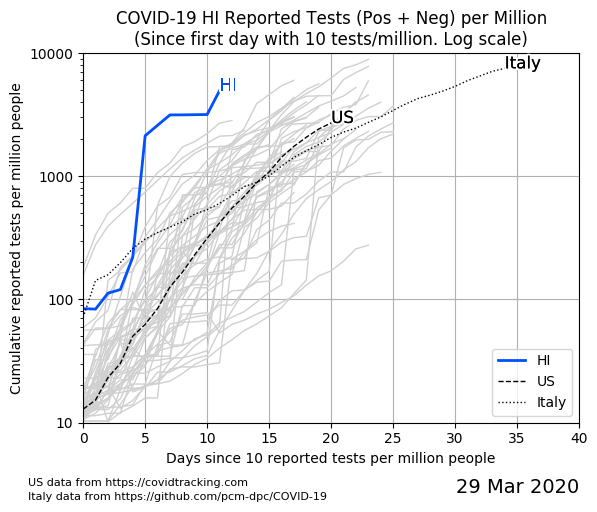 COVID-19 HI Reported Tests (Pos + Neg) per Million
(Since first day with 10 tests/million. Log scale)
Cumulative reported tests per million people
10000
1000
100
10
HI
US
Italy
HI
US
Italy
0 5 10 15 20 25 30 35 40
Days since 10 reported tests per million people
US data from https://covidtracking.com
Italy data from https://github.com/pcm-dpc/COVID-19
29 Mar 2020